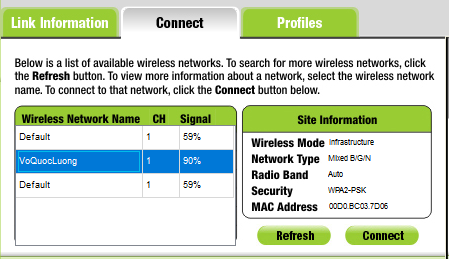 Link Information
Connect
Profiles
Below is a list of available wireless networks. To search for more wireless networks, click
the Refresh button. To view more information about a network, select the wireless network
name. To connect to that network, click the Connect button below.
Wireless Network Name CH Signal
Default 1 59%
VoQuocLuong 1 90%
Default 1 59%
Site Information
Wireless Mode Infrastructure
Network Type Mixed B/G/N
Radio Band Auto
Security WPA2-PSK
MAC Address 00D0.BC03.7D06
Refresh
Connect